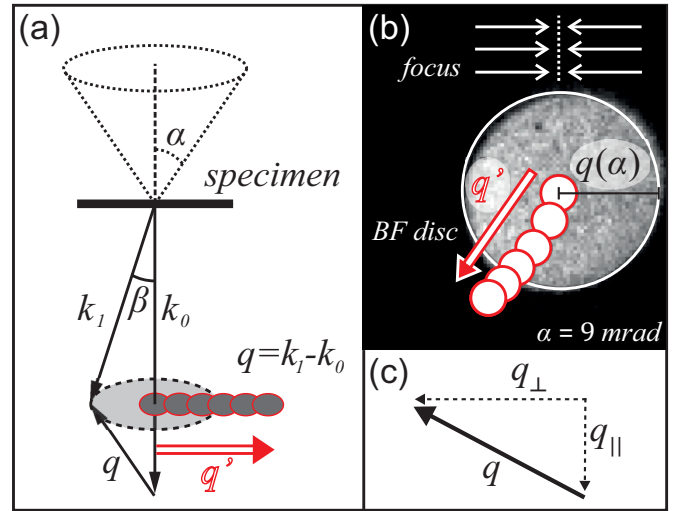 (a)
α
specimen
k₁
β
k₀
q=k₁-k₀
q
q’
(b)
focus
q(α)
q’
BF disc
α = 9 mrad
(c)
q⊥
q||
q